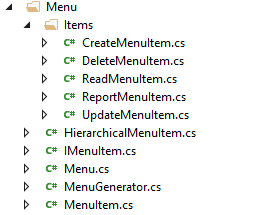 Menu
Items
C# CreateMenuItem.cs
C# DeleteMenuItem.cs
C# ReadMenuItem.cs
C# ReportMenuItem.cs
C# UpdateMenuItem.cs
C# HierarchicalMenuItem.cs
C# IMenuItem.cs
C# Menu.cs
C# MenuGenerator.cs
C# MenuItem.cs